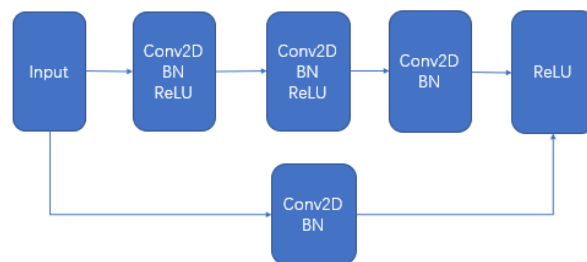 Input
Conv2D
BN
ReLU
Conv2D
BN
ReLU
Conv2D
BN
ReLU
Conv2D
BN